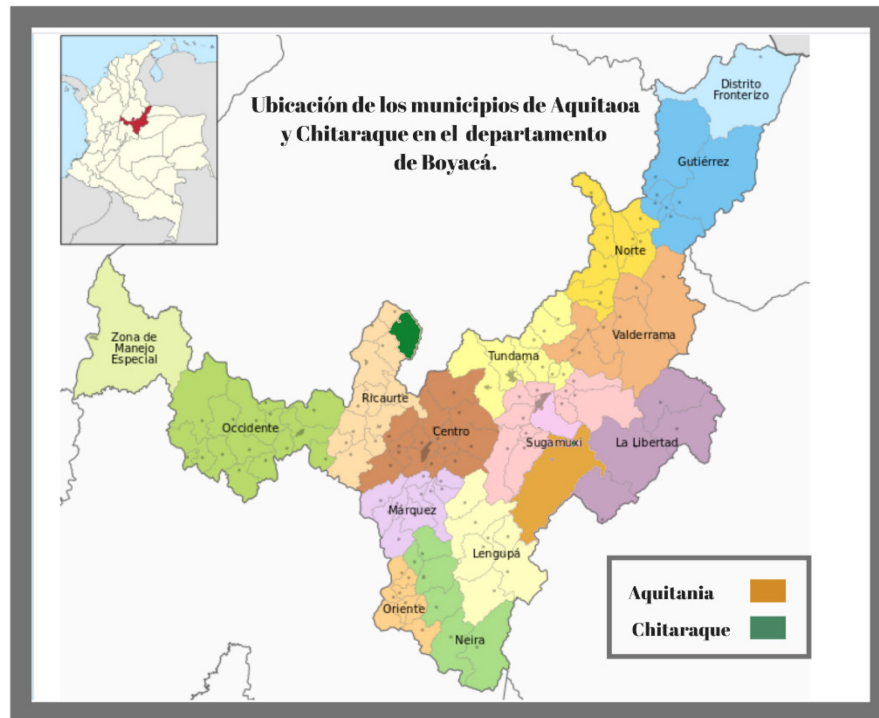 Ubicación de los municipios de Aquitaoa
y Chitaraque en el departamento
de Boyacá.
Distrito
Fronterizo
Gutiérrez
Norte
Valderrama
Zona de
Manejo
Especial
Tundama
Ricaurte
Occidente
Centro
Sugamuxi
La Libertad
Márquez
Lengupá
Oriente
Neira
Aquitania
Chitaraque